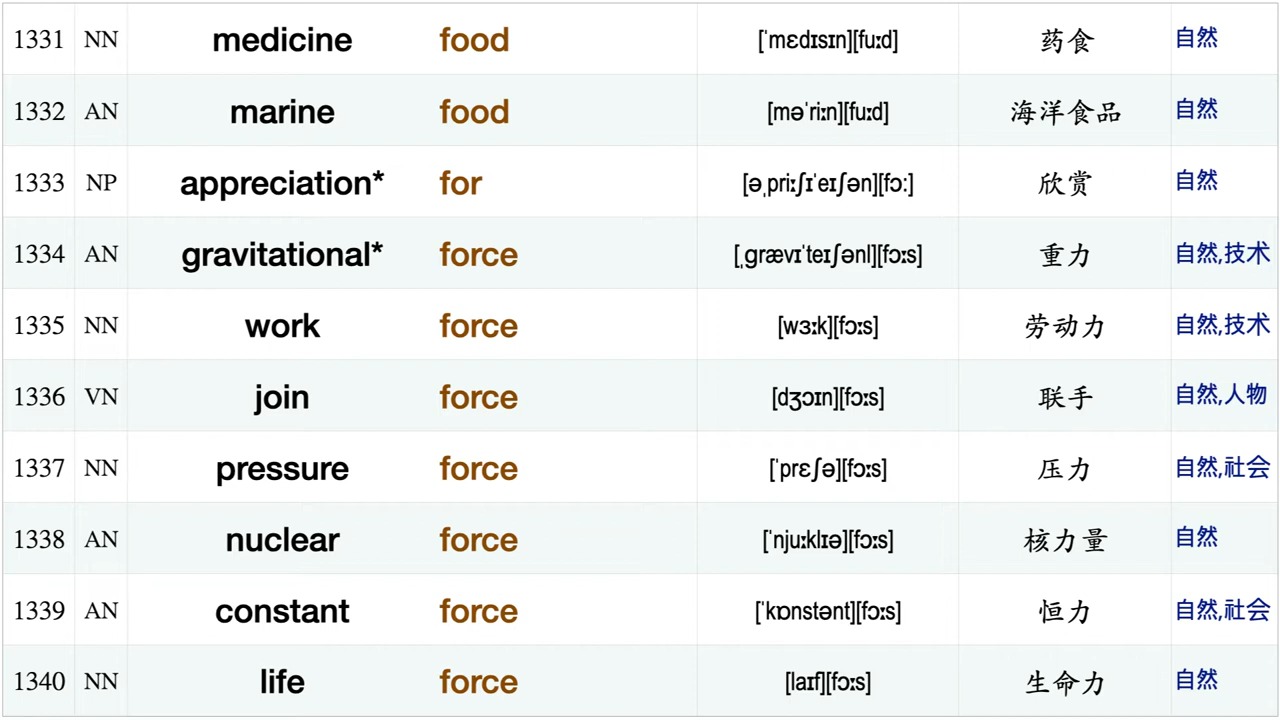 1331 NN medicine food [ˈmɛdɪsɪn][fuːd] 药食 自然
1332 AN marine food [məˈriːn][fuːd] 海洋食品 自然
1333 NP appreciation* for [əˌpriːʃɪˈeɪʃən][fɔː] 欣赏 自然
1334 AN gravitational* force [ˌɡrævɪˈteɪʃənl][fɔːs] 重力 自然,技术
1335 NN work force [wɜːk][fɔːs] 劳动力 自然,技术
1336 VN join force [dʒɔɪn][fɔːs] 联手 自然,人物
1337 NN pressure force [ˈprɛʃə][fɔːs] 压力 自然,社会
1338 AN nuclear force [ˈnjuːklɪə][fɔːs] 核力量 自然
1339 AN constant force [ˈkɒnstənt][fɔːs] 恒力 自然,社会
1340 NN life force [laɪf][fɔːs] 生命力 自然